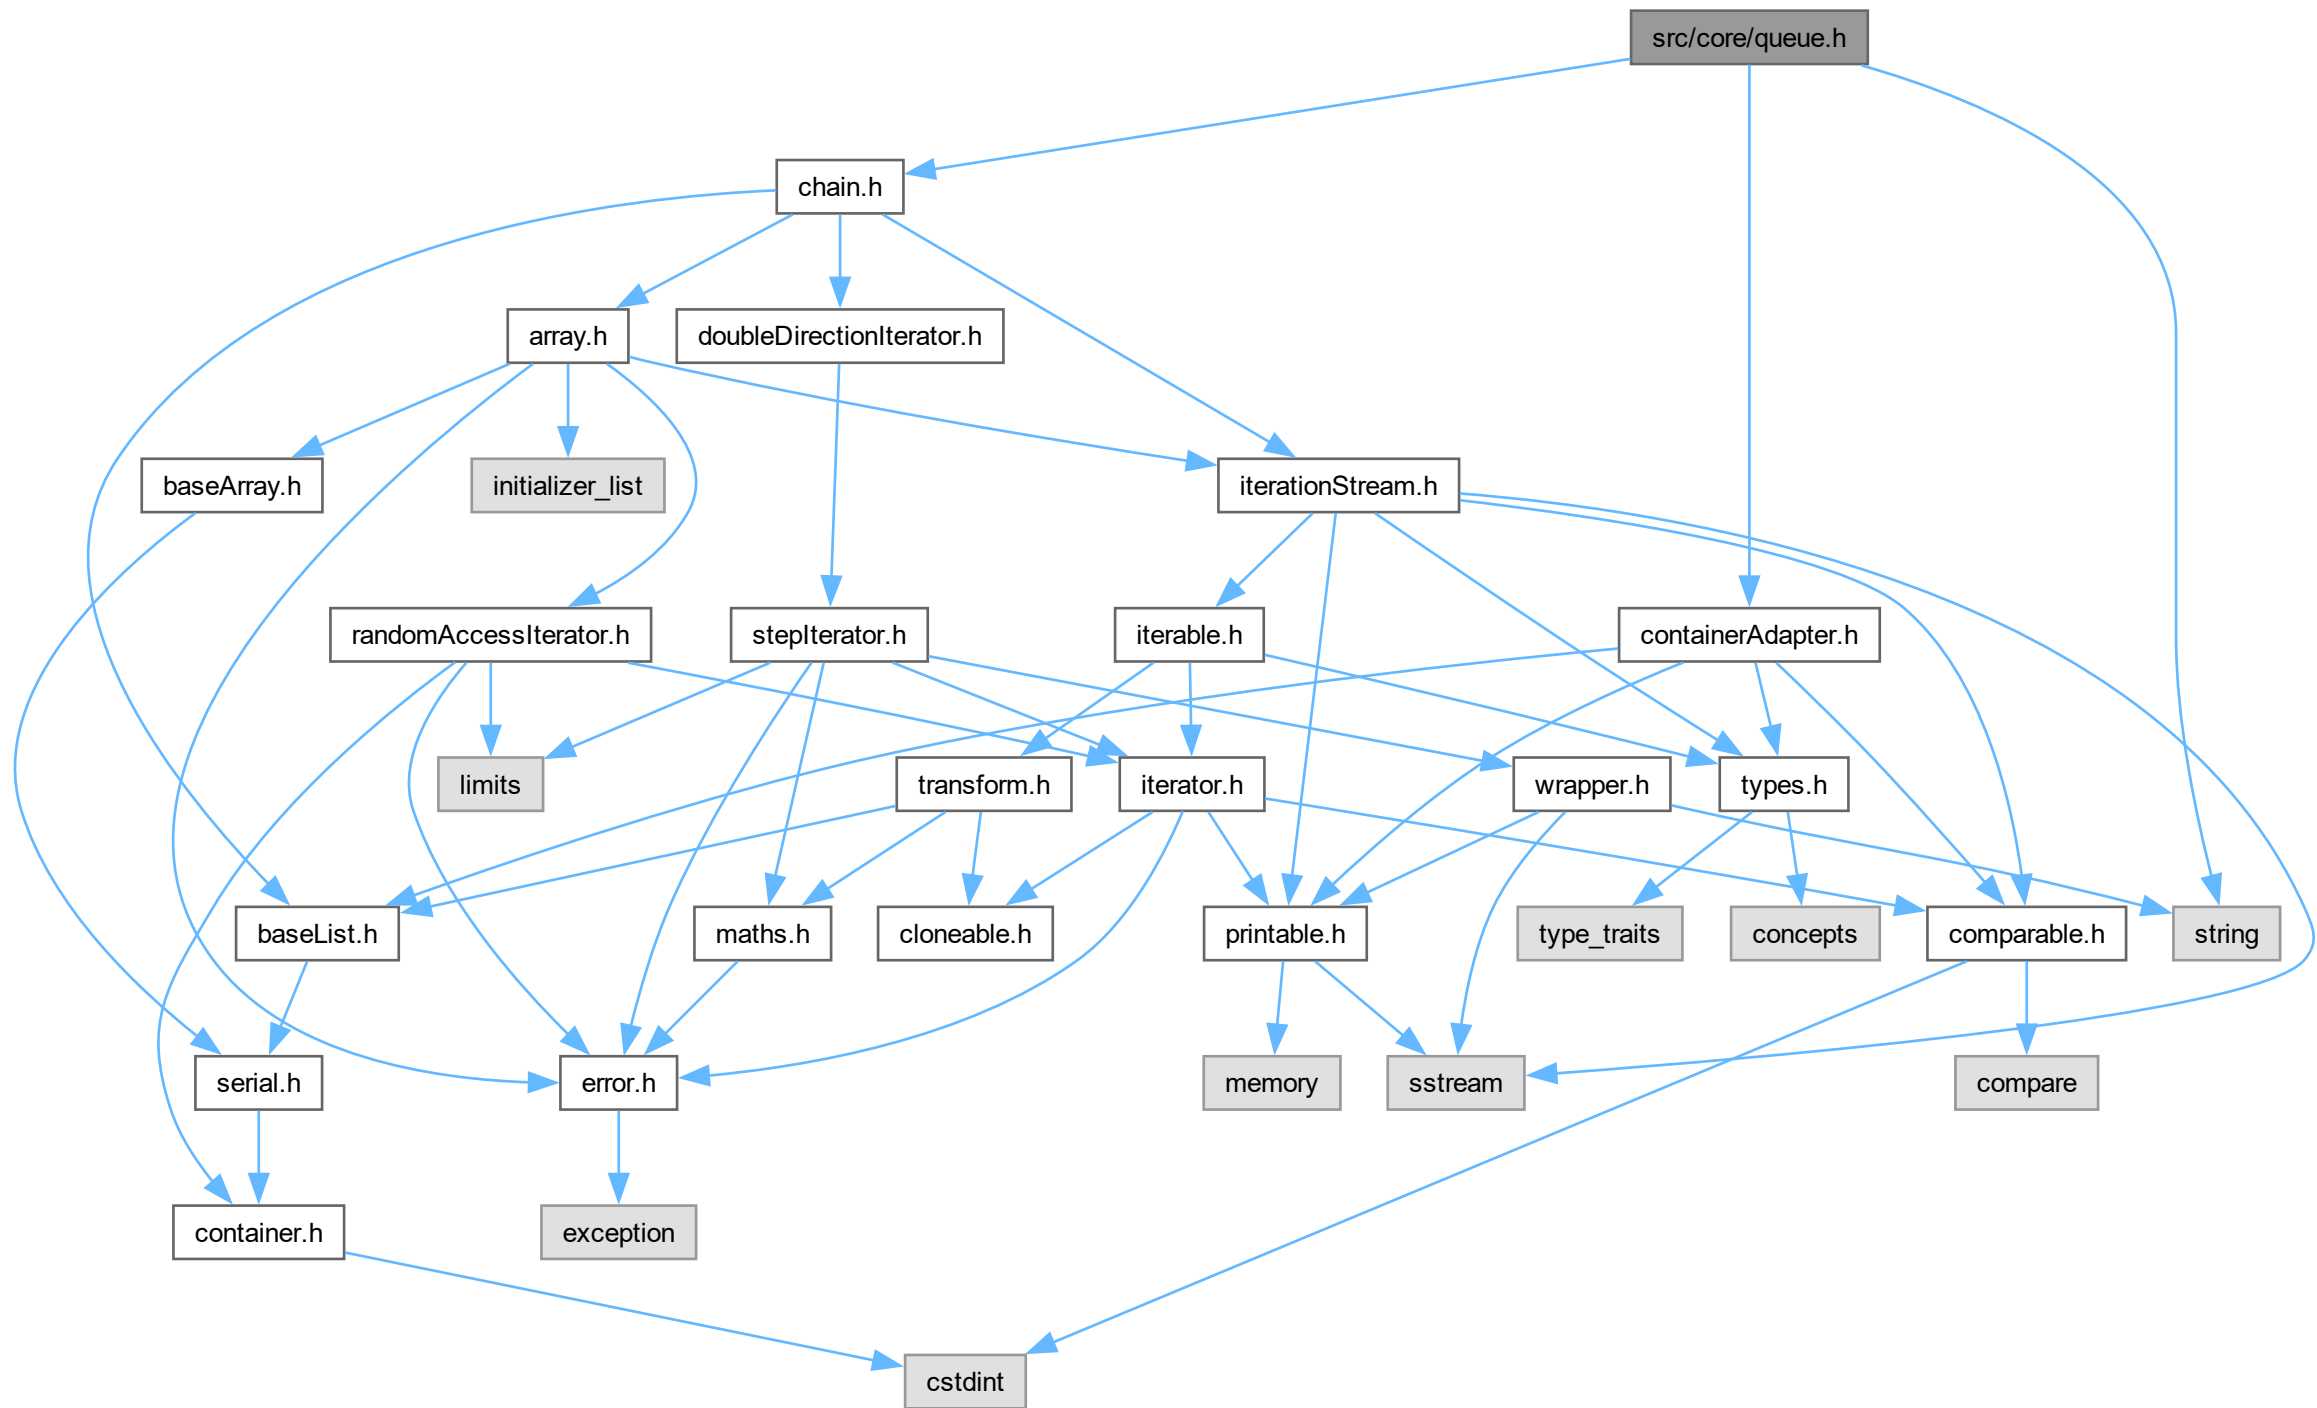 src/core/queue.h
chain.h
array.h
doubleDirectionIterator.h
baseArray.h
initializer_list
iterationStream.h
randomAccessIterator.h
stepIterator.h
iterable.h
containerAdapter.h
limits
transform.h
iterator.h
wrapper.h
types.h
baseList.h
maths.h
cloneable.h
printable.h
type_traits
concepts
comparable.h
string
serial.h
error.h
memory
sstream
compare
container.h
exception
cstdint